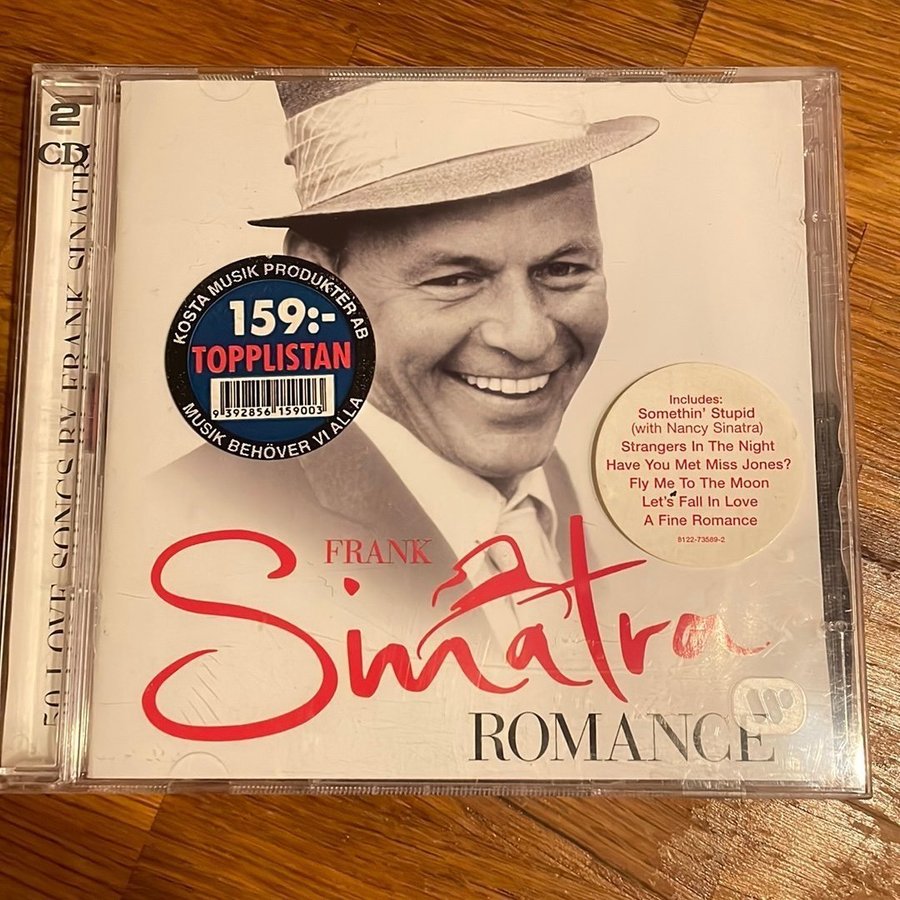 2
CD
50 LOVE SONGS BY FRANK SINATRA
KOSTA MUSIK PRODUKTER AB
159:-
TOPPLISTAN
9 392856 159003
MUSIK BEHÖVER VI ALLA
Includes:
Somethin' Stupid
(with Nancy Sinatra)
Strangers In The Night
Have You Met Miss Jones?
Fly Me To The Moon
Let's Fall In Love
A Fine Romance
8122-73589-2
FRANK
Sinatra
ROMANCE